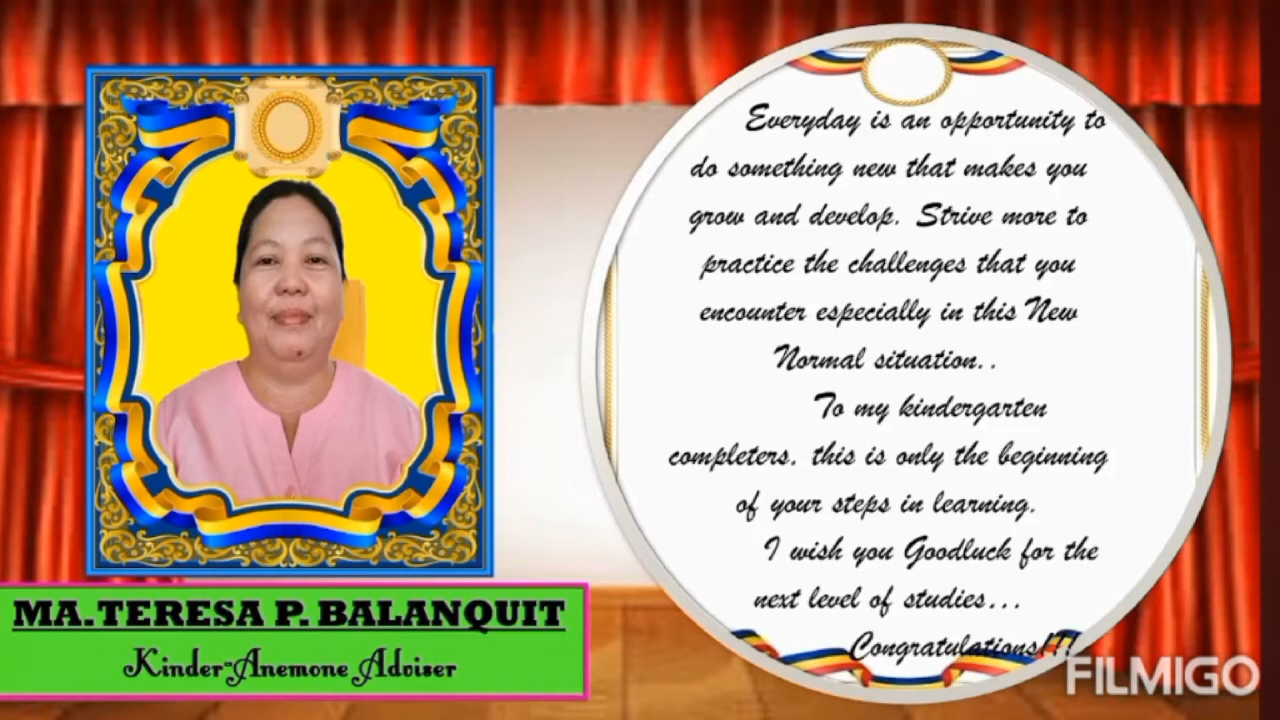 Everyday is an opportunity to
do something new that makes you
grow and develop. Strive more to
practice the challenges that you
encounter especially in this New
Normal situation..
To my kindergarten
completers, this is only the beginning
of your steps in learning.
I wish you Goodluck for the
next level of studies...
Congratulations!!!
MA.TERESA P. BALANQUIT
Kinder-Anemone Adviser
FILMIGO